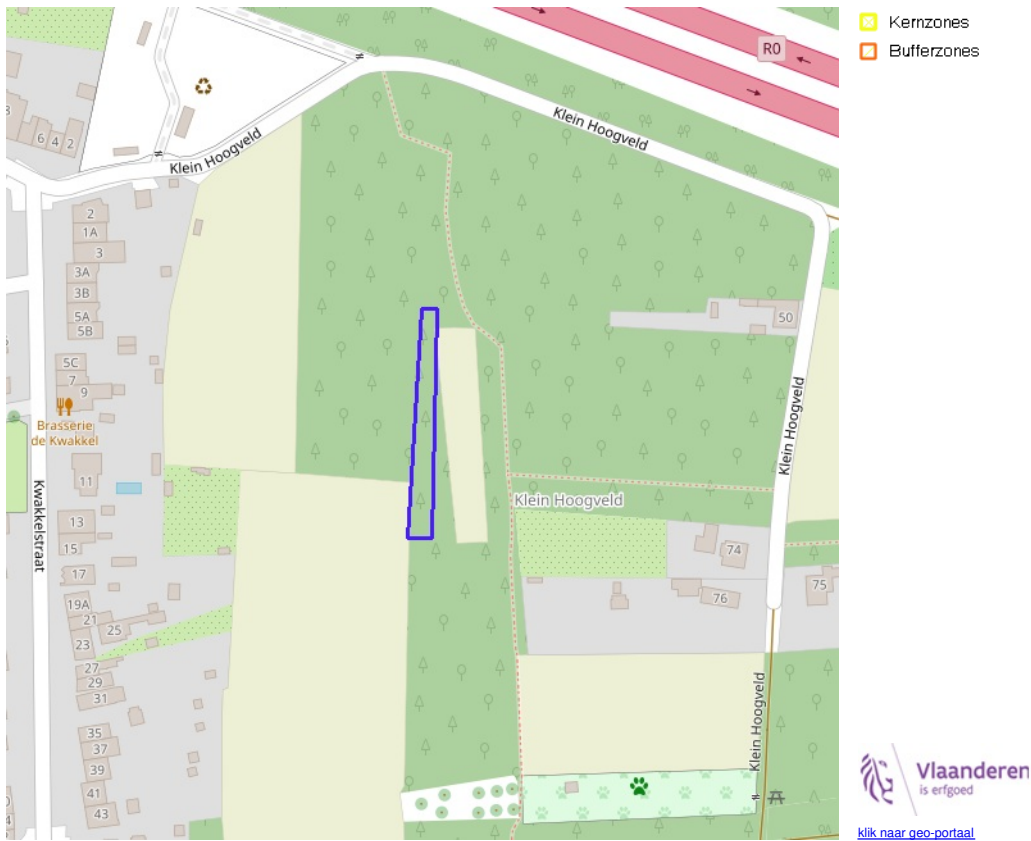 Kernzones
Bufferzones
R0
Klein Hoogveld
Klein Hoogveld
6 4 2
2
1A
3
3A
3B
5A
5B
50
5C
7
9
Brasserie
de Kwakkel
Klein Hoogveld
11
Klein Hoogveld
Kwakkelstraat
13
15
74
17
75
76
19A
21
25
23
27
29
31
Klein Hoogveld
35
37
39
41
43
Vlaanderen
is erfgoed
klik naar geo-portaal